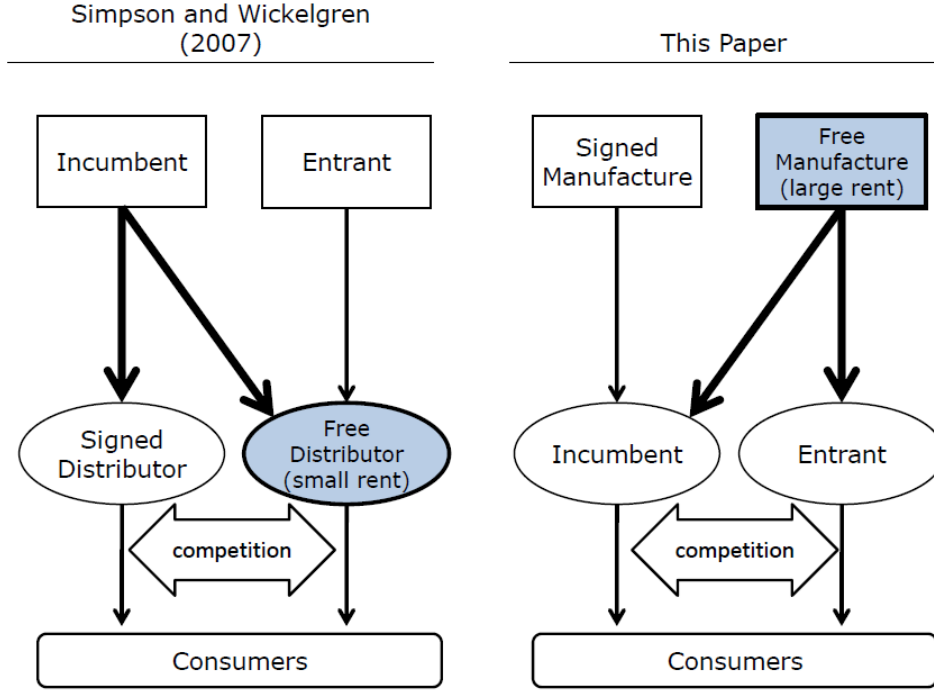 Simpson and Wickelgren
(2007)
Incumbent
Entrant
Signed
Distributor
Free
Distributor
(small rent)
competition
Consumers
This Paper
Signed
Manufacture
Free
Manufacture
(large rent)
Incumbent
Entrant
competition
Consumers